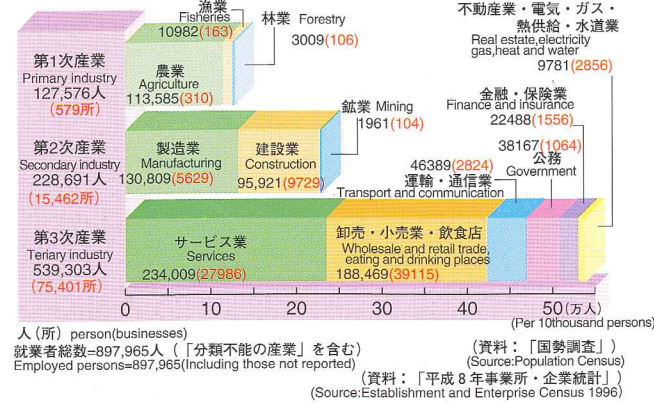 漁業
Fisheries
10982(163)
林業 Forestry
3009(106)
不動産業・電気・ガス・
熱供給・水道業
Real estate,electricity
gas,heat and water
9781(2856)
第1次産業
Primary industry
127,576人
(579所)
農業
Agriculture
113,585(310)
鉱業 Mining
1961(104)
金融・保険業
Finance and insurance
22488(1556)
38167(1064)
公務
Government
第2次産業
Secondary industry
228,691人
(15,462所)
製造業
Manufacturing
130,809(5629)
建設業
Construction
95,921(9729)
46389(2824)
運輸・通信業
Transport and communication
第3次産業
Teriary industry
539,303人
(75,401所)
サービス業
Services
234,009(27986)
卸売・小売業・飲食店
Wholesale and retail trade,
eating and drinking places
188,469(39115)
0 10 20 30 40 50(万人)
(Per 10thousand persons)
人(所) person(businesses)
就業者総数=897,965人(「分類不能の産業」を含む)
Employed persons=897,965(Including those not reported)
(資料:「国勢調査」)
(Source:Population Census)
(資料:「平成8年事業所・企業統計」)
(Source:Establishment and Enterprise Census 1996)